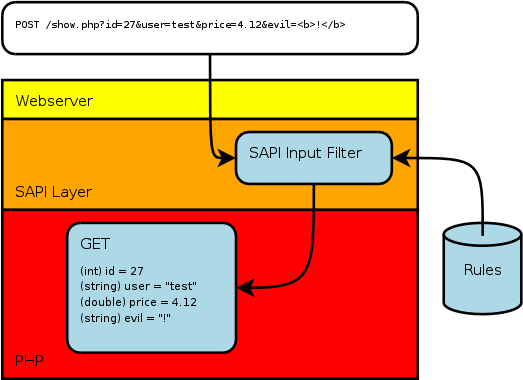 POST /show.php?id=27&user=test&price=4.12&evil=<b>!</b>
Webserver
SAPI Input Filter
SAPI Layer
GET
(int) id = 27
(string) user = "test"
(double) price = 4.12
(string) evil = "!"
Rules
PHP